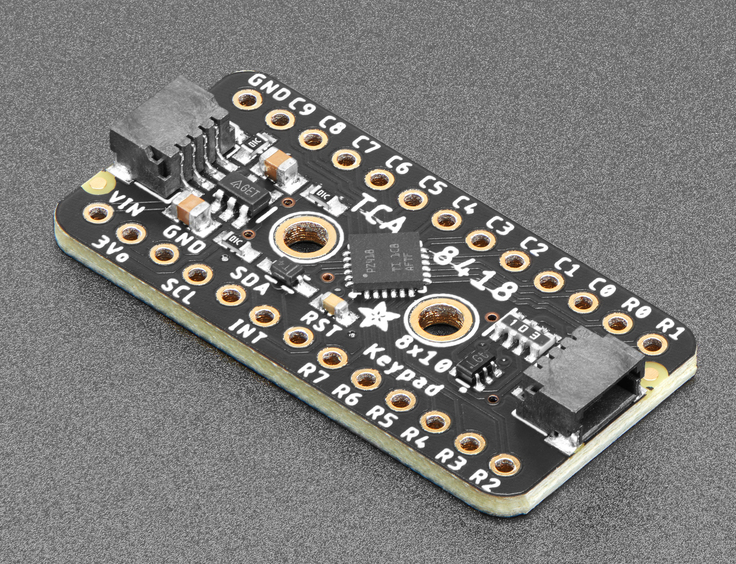 GND
C9
C8
C7
C6
C5
C4
C3
C2
C1
C0
R0
R1
TCA
8418
8x10
Keypad
VIN
3Vo
GND
SCL
SDA
INT
RST
R7
R6
R5
R4
R3
R2
103